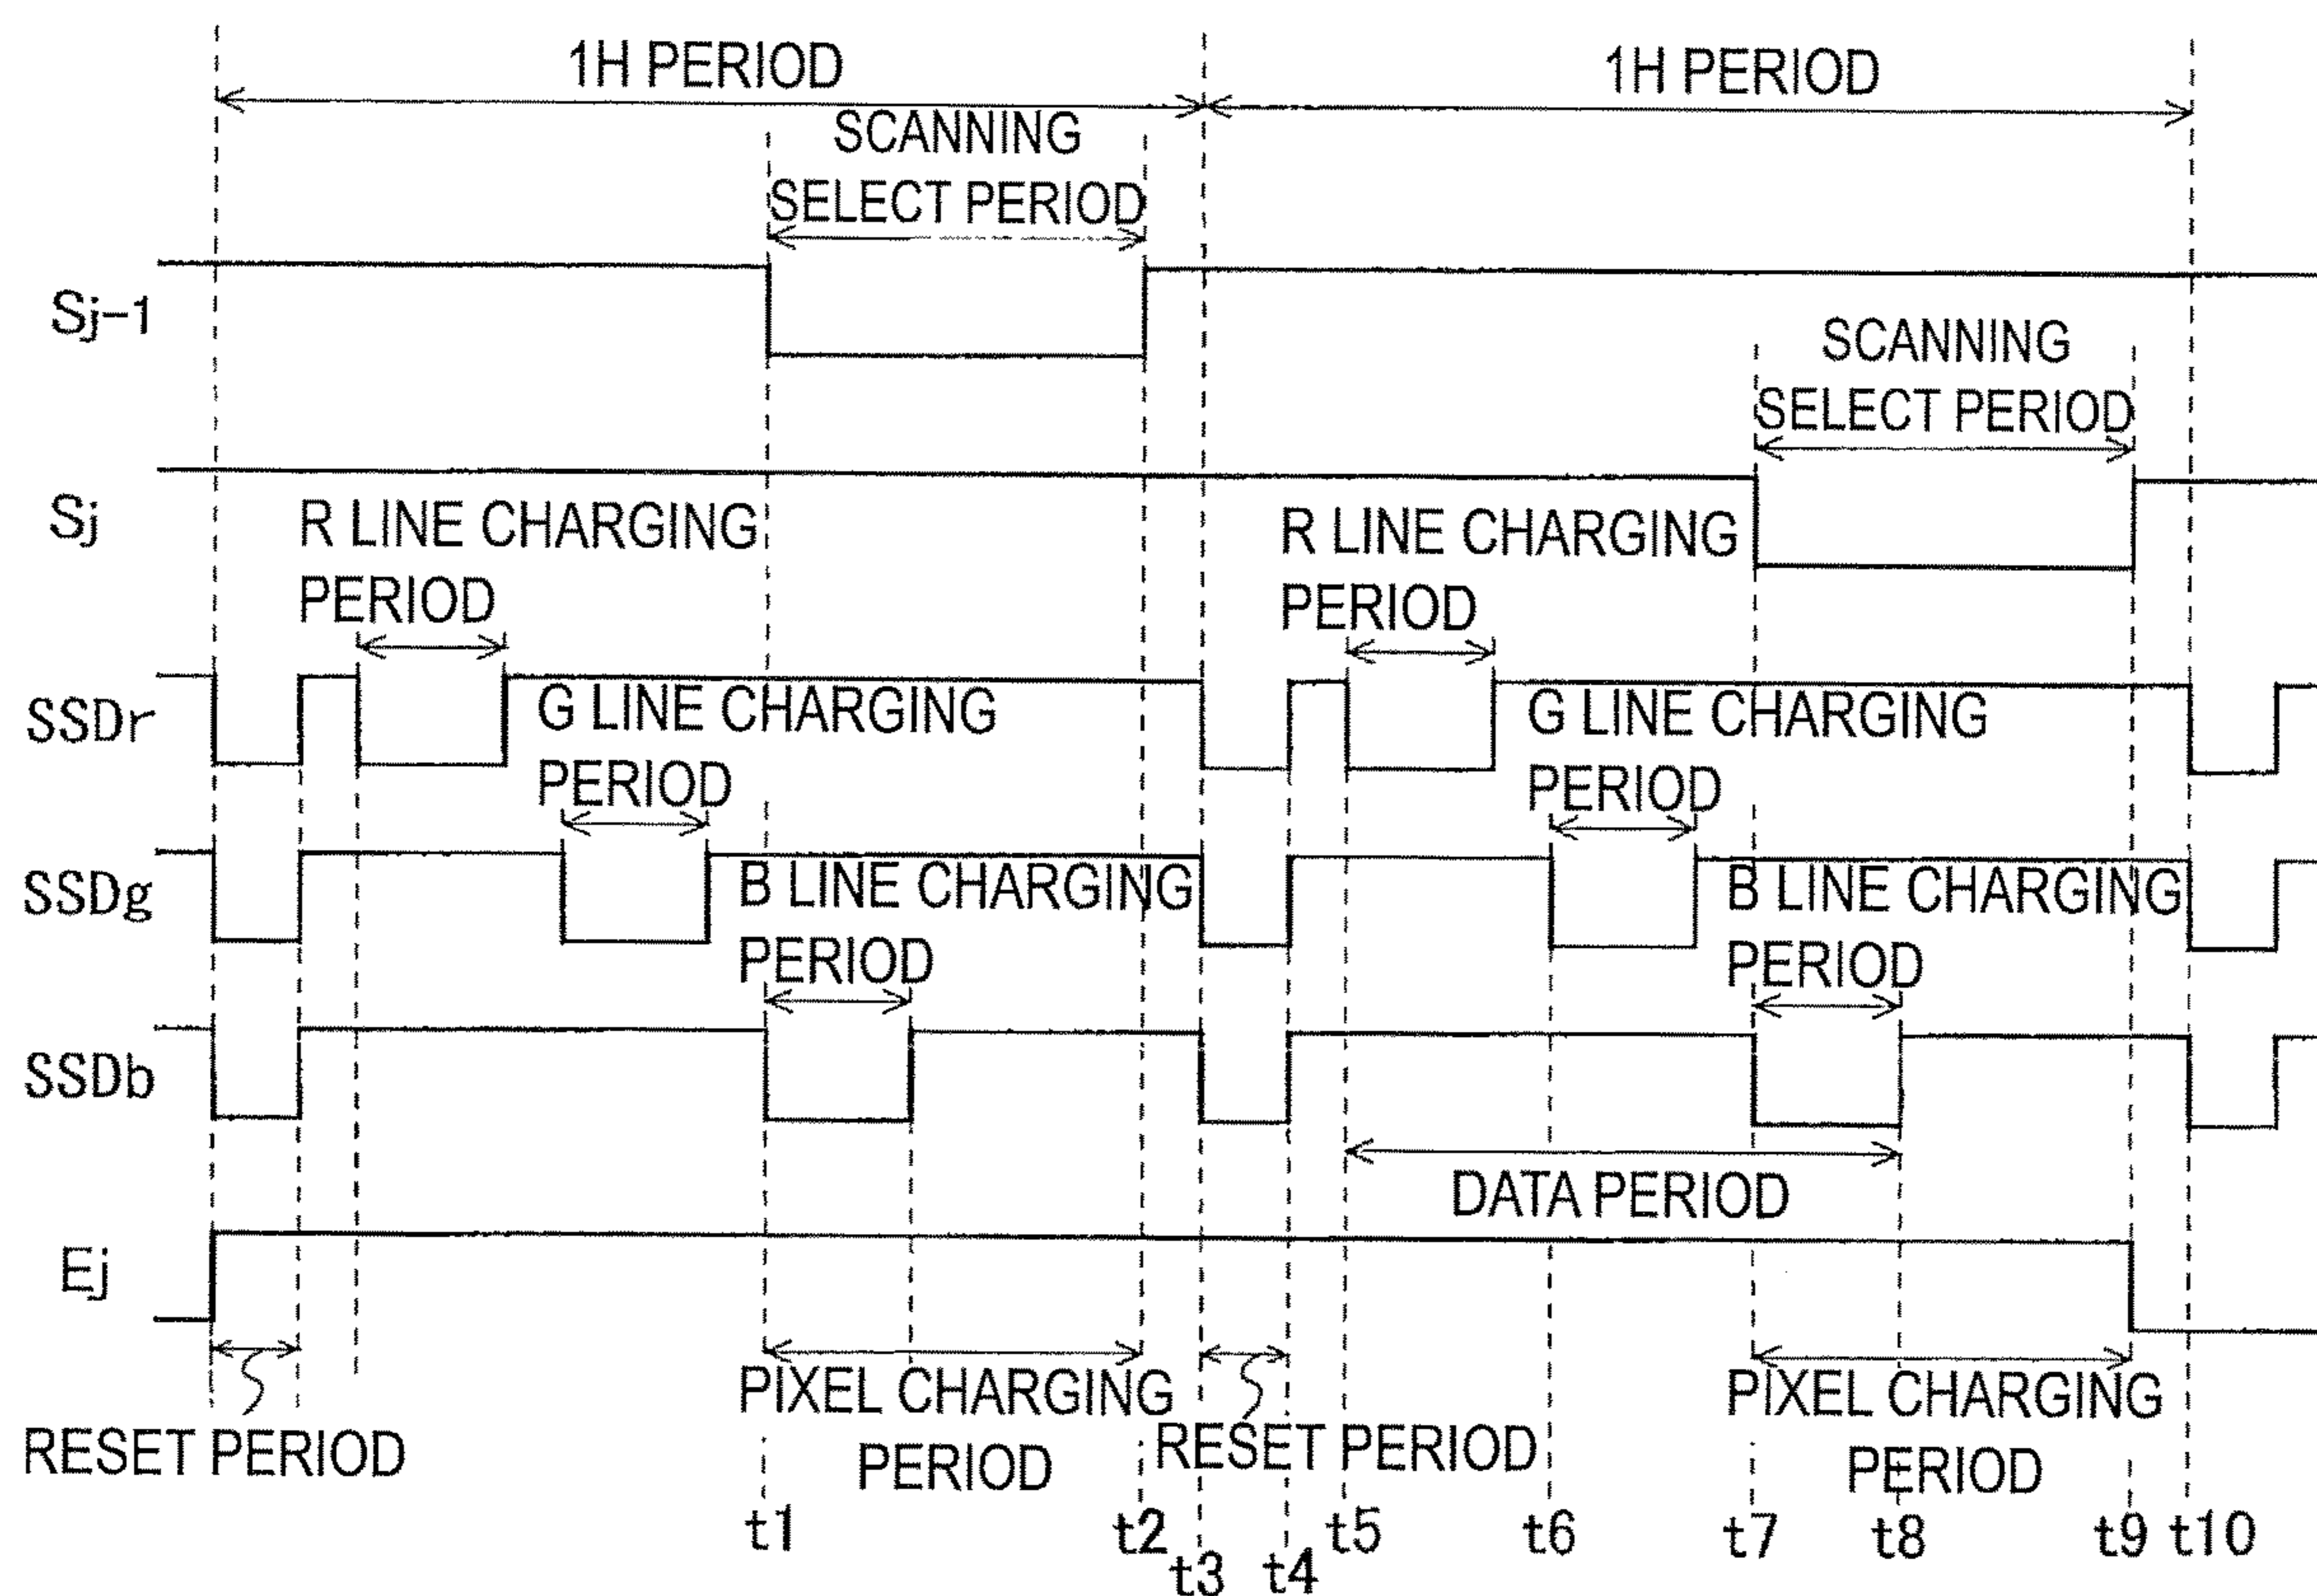 1H PERIOD
1H PERIOD
SCANNING
SELECT PERIOD
Sj-1
SCANNING
SELECT PERIOD
Sj
R LINE CHARGING
PERIOD
R LINE CHARGING
PERIOD
SSDr
G LINE CHARGING
PERIOD
G LINE CHARGING
PERIOD
SSDg
B LINE CHARGING
PERIOD
B LINE CHARGING
PERIOD
SSDb
DATA PERIOD
Ej
RESET PERIOD
PIXEL CHARGING
PERIOD
RESET PERIOD
PIXEL CHARGING
PERIOD
t1
t2
t3
t4
t5
t6
t7
t8
t9
t10